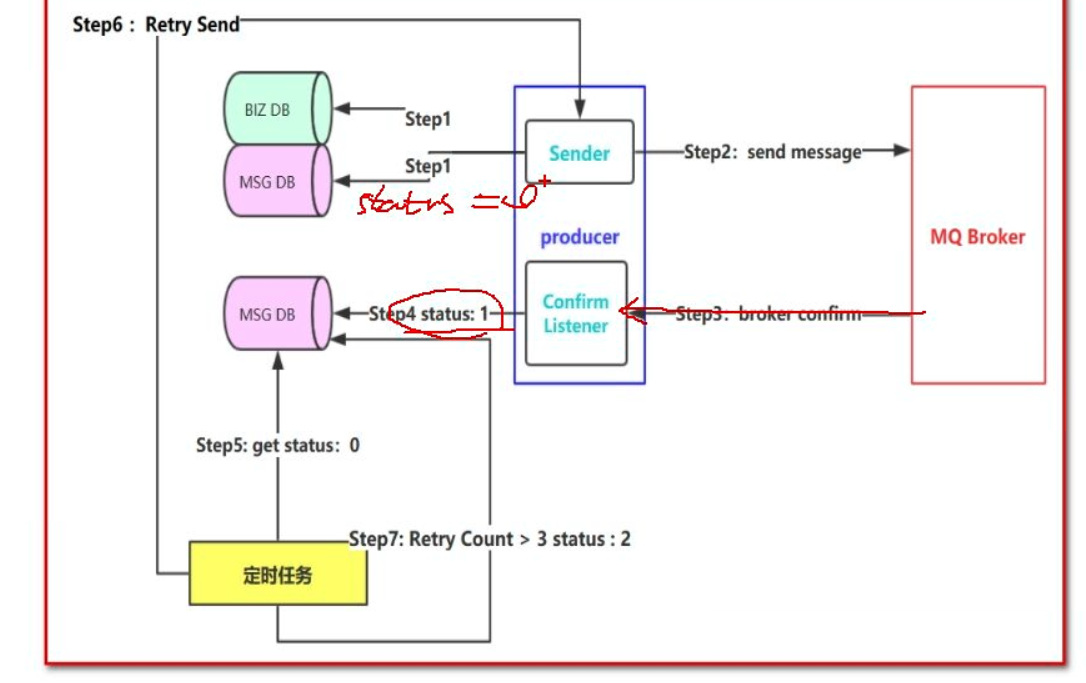 Step6： Retry Send
BIZ DB
Step1
Sender
Step2: send message
MSG DB
Step1
status = 0
producer
MQ Broker
MSG DB
Step4 status: 1
Confirm
Listener
Step3: broker confirm
Step5: get status: 0
Step7: Retry Count > 3 status : 2
定时任务